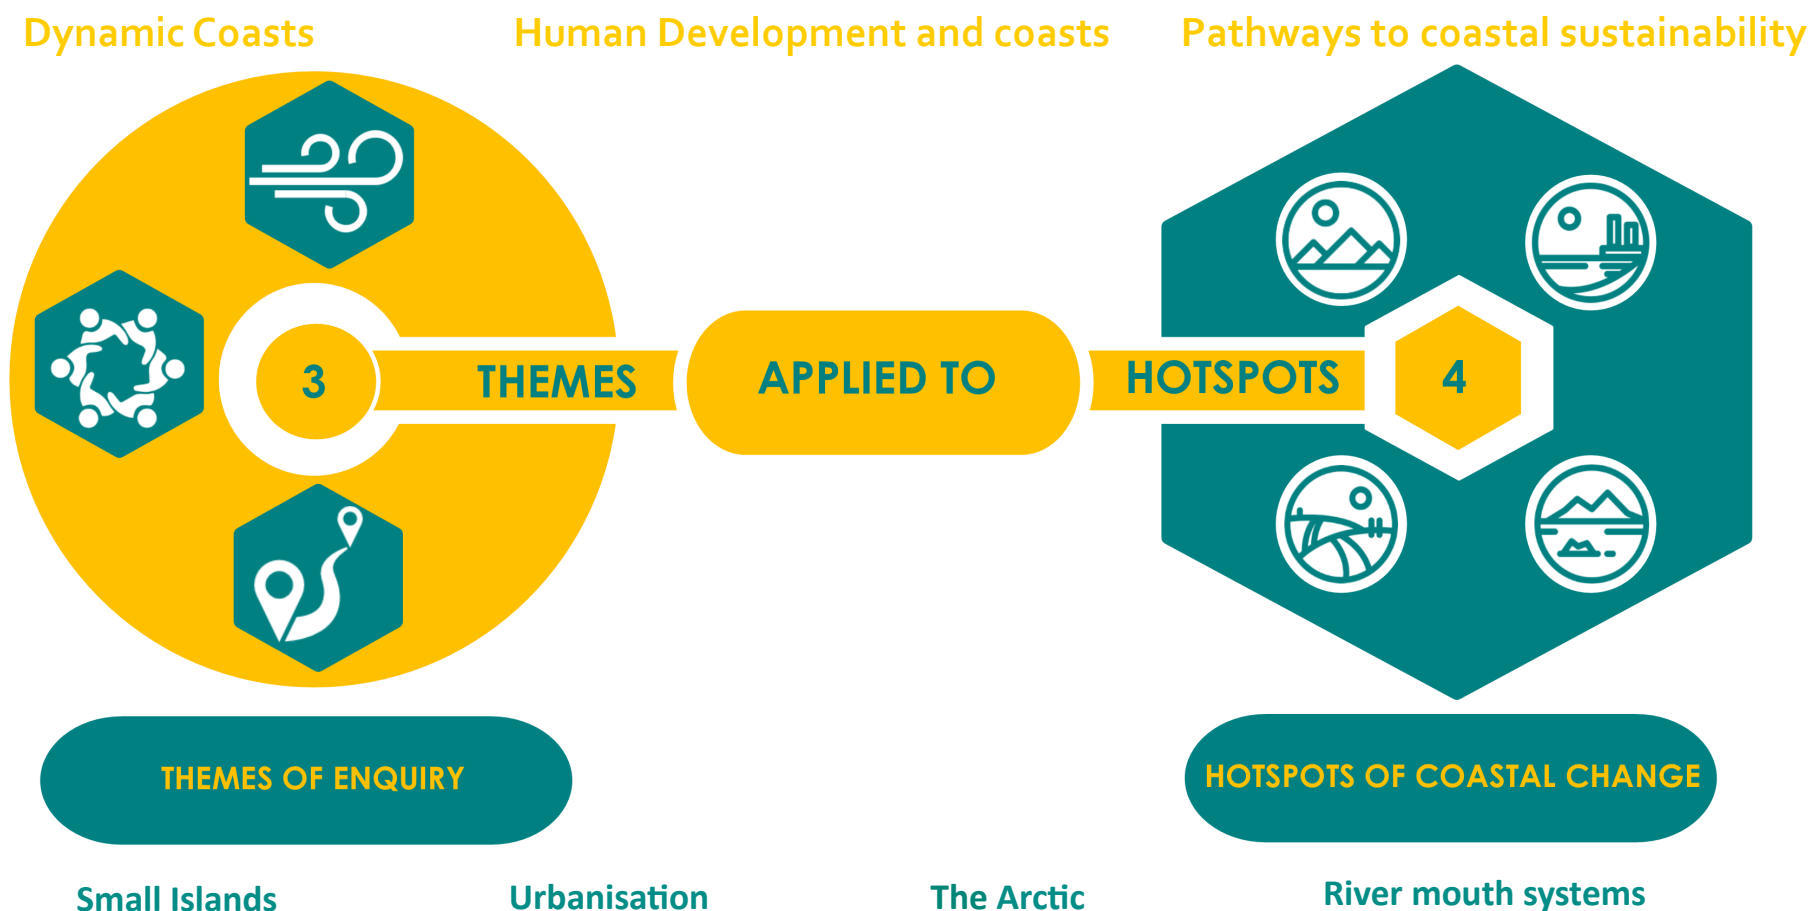 Dynamic Coasts
Human Development and coasts
Pathways to coastal sustainability
3
THEMES
APPLIED TO
HOTSPOTS
4
THEMES OF ENQUIRY
HOTSPOTS OF COASTAL CHANGE
Small Islands
Urbanisation
The Arctic
River mouth systems